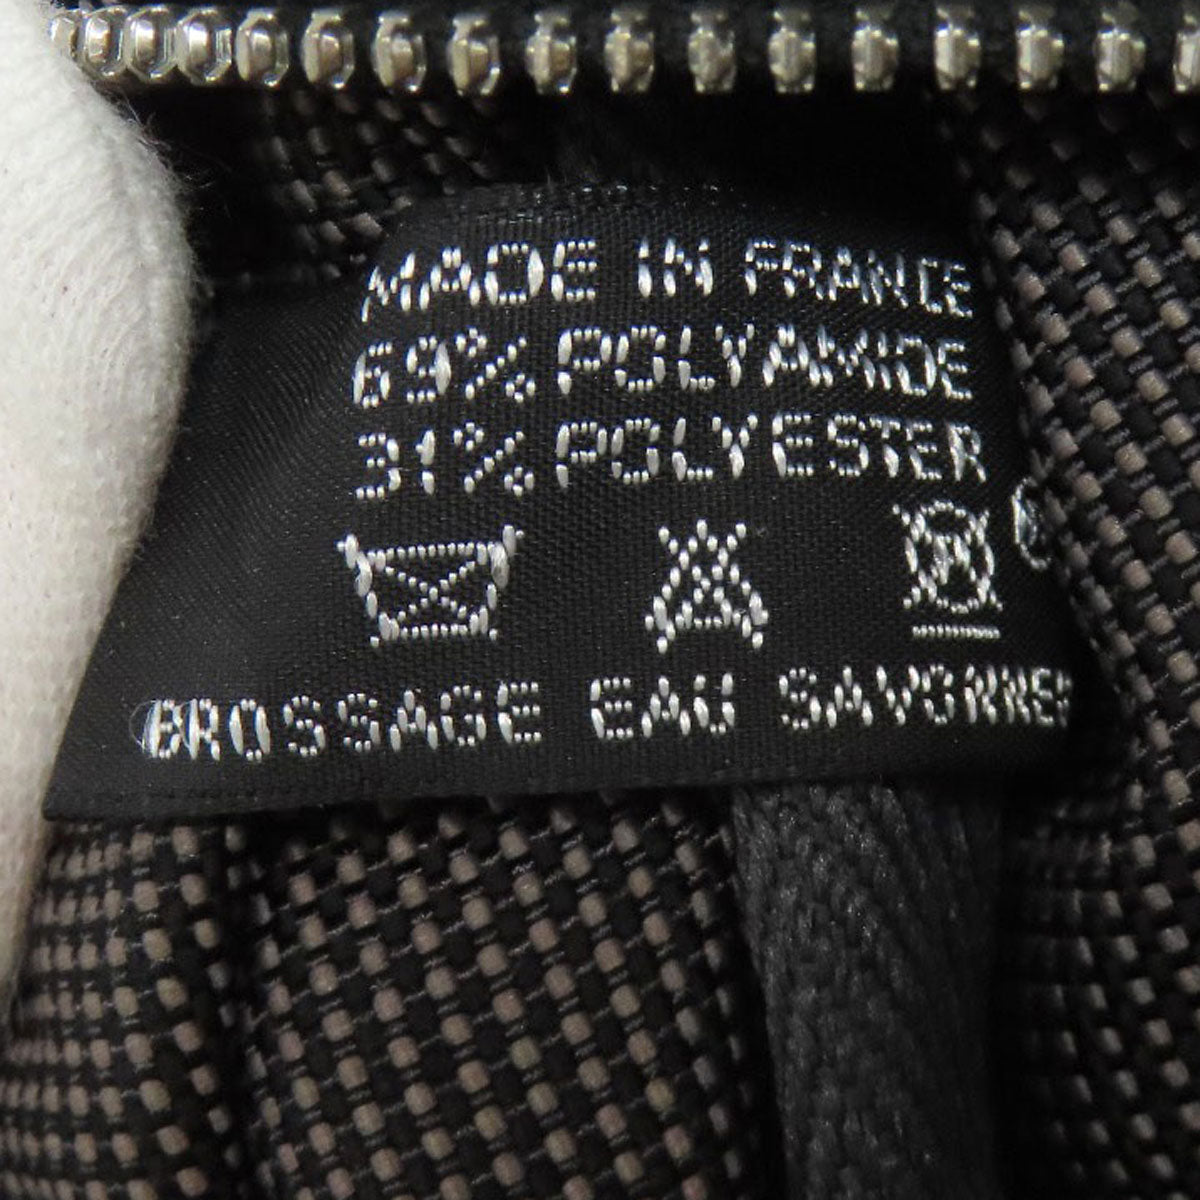 MADE IN FRANCE
69% POLYAMIDE
31% POLYESTER
BROSSAGE EAU SAVONNEE